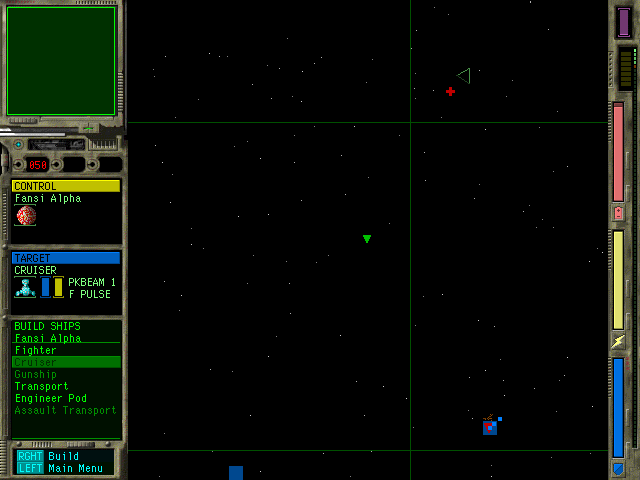 050
CONTROL
Fansi Alpha
TARGET
CRUISER
PKBEAM 1
F PULSE
BUILD SHIPS
Fansi Alpha
Fighter
Cruiser
Gunship
Transport
Engineer Pod
Assault Transport
RGHT Build
LEFT Main Menu